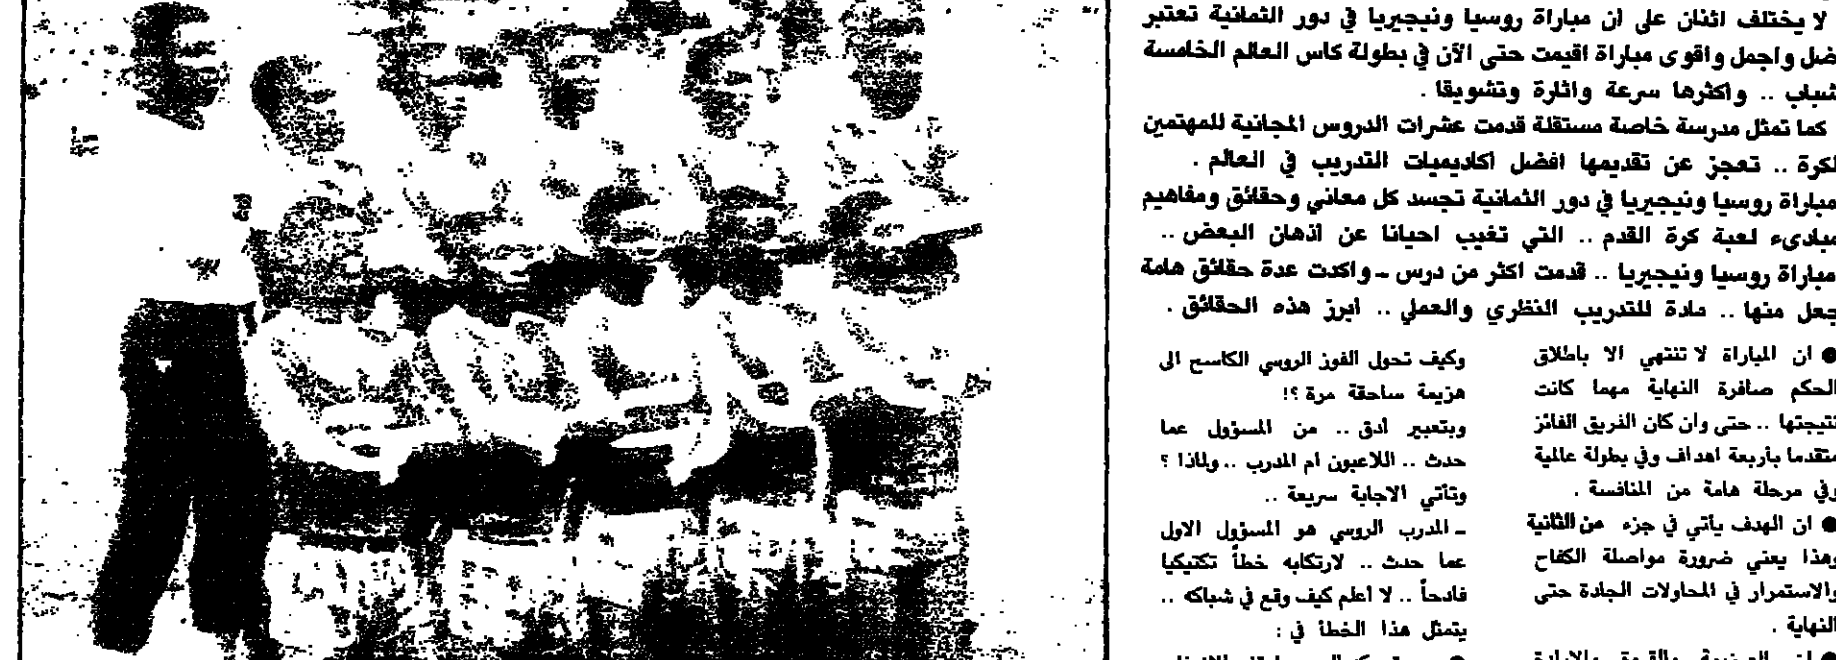 لا يختلف اثنان على ان مباراة روسيا ونيجيريا في دور الثمانية تعتبر
ضل واجمل واقوى مباراة اقيمت حتى الآن في بطولة كاس العالم الخامسة
شباب .. واكثرها سرعة واثارة وتشويقا .
كما تمثل مدرسة خاصة مستقلة قدمت عشرات الدروس المجانية للمهتمين
لكرة .. تعجز عن تقديمها افضل اكاديميات التدريب في العالم .
مباراة روسيا ونيجيريا في دور الثمانية تجسد كل معاني وحقائق ومفاهيم
مبادىء لعبة كرة القدم .. التي تغيب احيانا عن أذهان البعض ..
مباراة روسيا ونيجيريا .. قدمت اكثر من درس ـ واكدت عدة حقائق هامة
جعل منها .. مادة للتدريب النظري والعملي .. ابرز هذه الحقائق .
● ان المباراة لا تنتهي الا باطلاق
الحكم صافرة النهاية مهما كانت
نتيجتها .. حتى وان كان الفريق الفائز
متقدما بأربعة اهداف وفي بطولة عالمية
وفي مرحلة هامة من المنافسة .
● ان الهدف يأتي في جزء من الثانية
وهذا يعني ضرورة مواصلة الكفاح
والاستمرار في المحاولات الجادة حتى
النهاية .
وكيف تحول الفوز الروسي الكاسح الى
هزيمة ساحقة مرة ؟!
وبتعبير أدق .. من المسؤول عما
حدث .. اللاعبون ام المدرب .. ولماذا ؟
وتأتي الاجابة سريعة ..
ـ المدرب الروسي هو المسؤول الاول
عما حدث .. لارتكابه خطأ تكتيكيا
فادحاً .. لا أعلم كيف وقع في شباكه ..
يتمثل هذا الخطأ في :